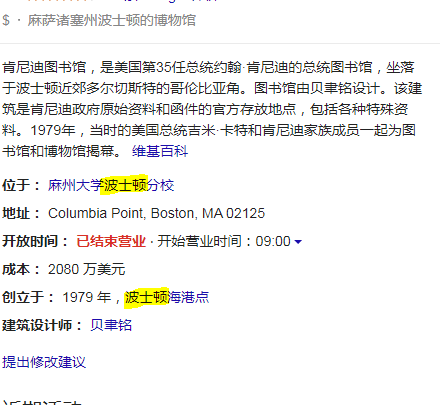 $ · 麻萨诸塞州波士顿的博物馆
肯尼迪图书馆，是美国第35任总统约翰·肯尼迪的总统图书馆，坐落
于波士顿近郊多尔切斯特的哥伦比亚角。图书馆由贝聿铭设计。该建
筑是肯尼迪政府原始资料和函件的官方存放地点，包括各种特殊资
料。1979年，当时的美国总统吉米·卡特和肯尼迪家族成员一起为图
书馆和博物馆揭幕。 维基百科
位于： 麻州大学波士顿分校
地址： Columbia Point, Boston, MA 02125
开放时间： 已结束营业 · 开始营业时间：09:00
成本： 2080 万美元
创立于： 1979 年，波士顿海港点
建筑设计师： 贝聿铭
提出修改建议